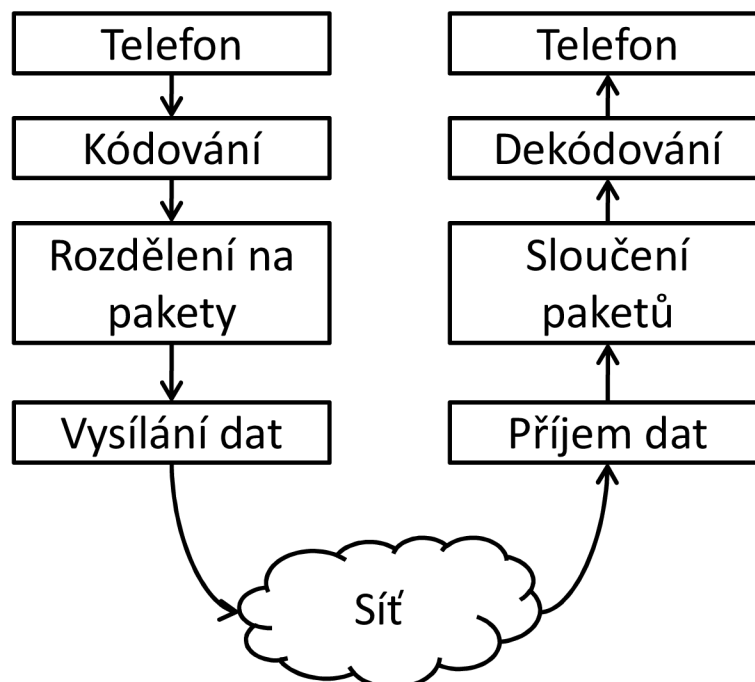 Telefon
Kódování
Rozdělení na
pakety
Vysílání dat
Síť
Příjem dat
Sloučení
paketů
Dekódování
Telefon